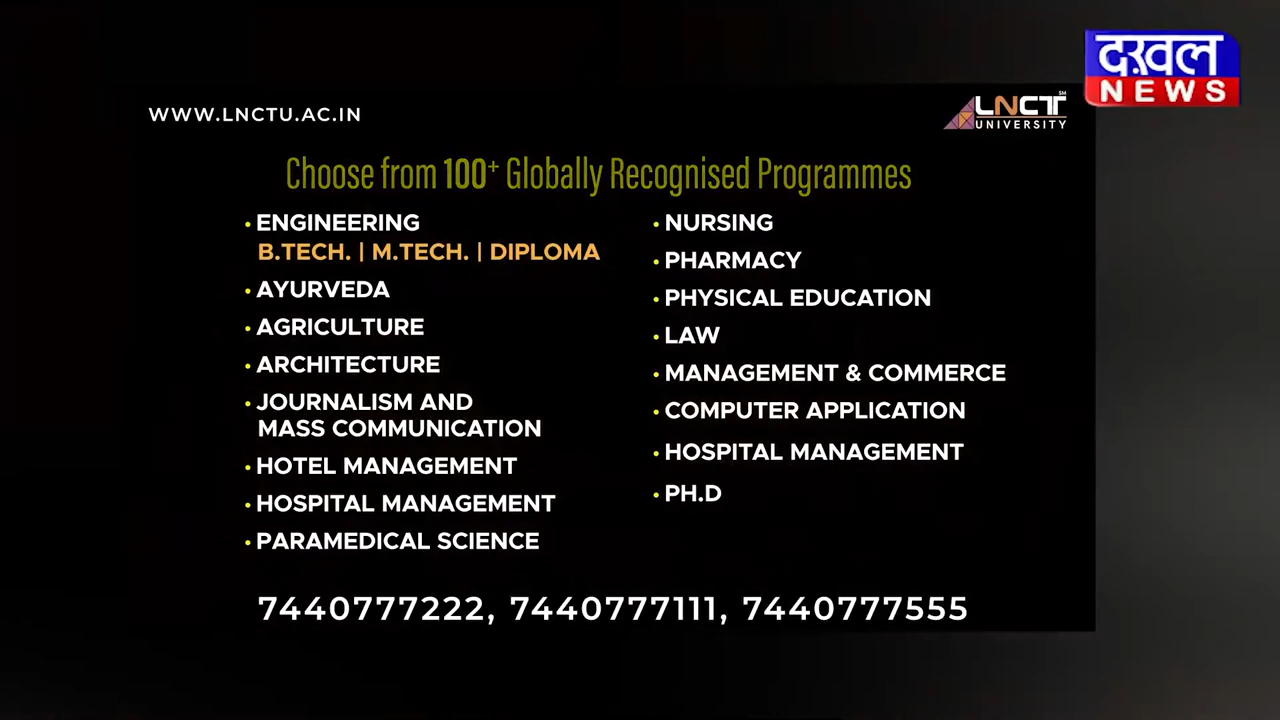 दख़ल
NEWS
WWW.LNCTU.AC.IN
LNCT SM
UNIVERSITY
Choose from 100+ Globally Recognised Programmes
• ENGINEERING
B.TECH. | M.TECH. | DIPLOMA
• AYURVEDA
• AGRICULTURE
• ARCHITECTURE
• JOURNALISM AND
MASS COMMUNICATION
• HOTEL MANAGEMENT
• HOSPITAL MANAGEMENT
• PARAMEDICAL SCIENCE
• NURSING
• PHARMACY
• PHYSICAL EDUCATION
• LAW
• MANAGEMENT & COMMERCE
• COMPUTER APPLICATION
• HOSPITAL MANAGEMENT
• PH.D
7440777222, 7440777111, 7440777555